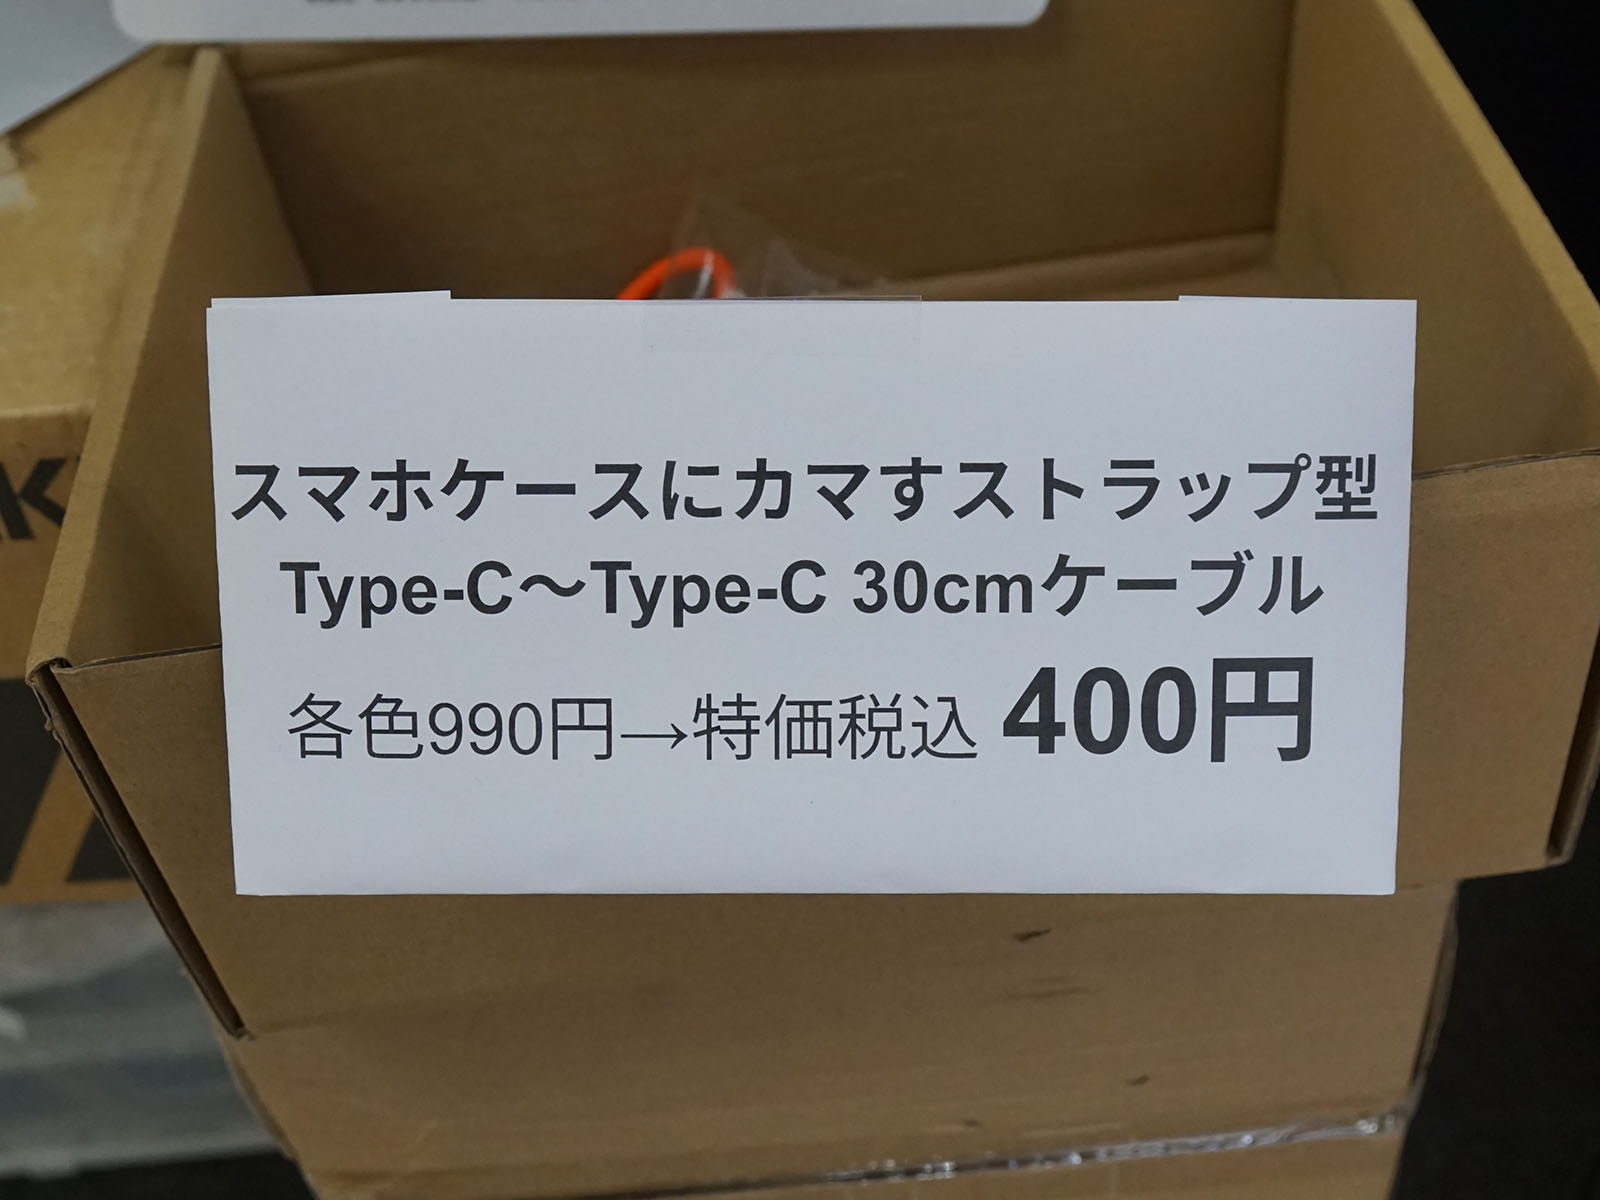 スマホケースにカマすストラップ型
Type-C～Type-C 30cmケーブル
各色990円→特価税込 400円
K